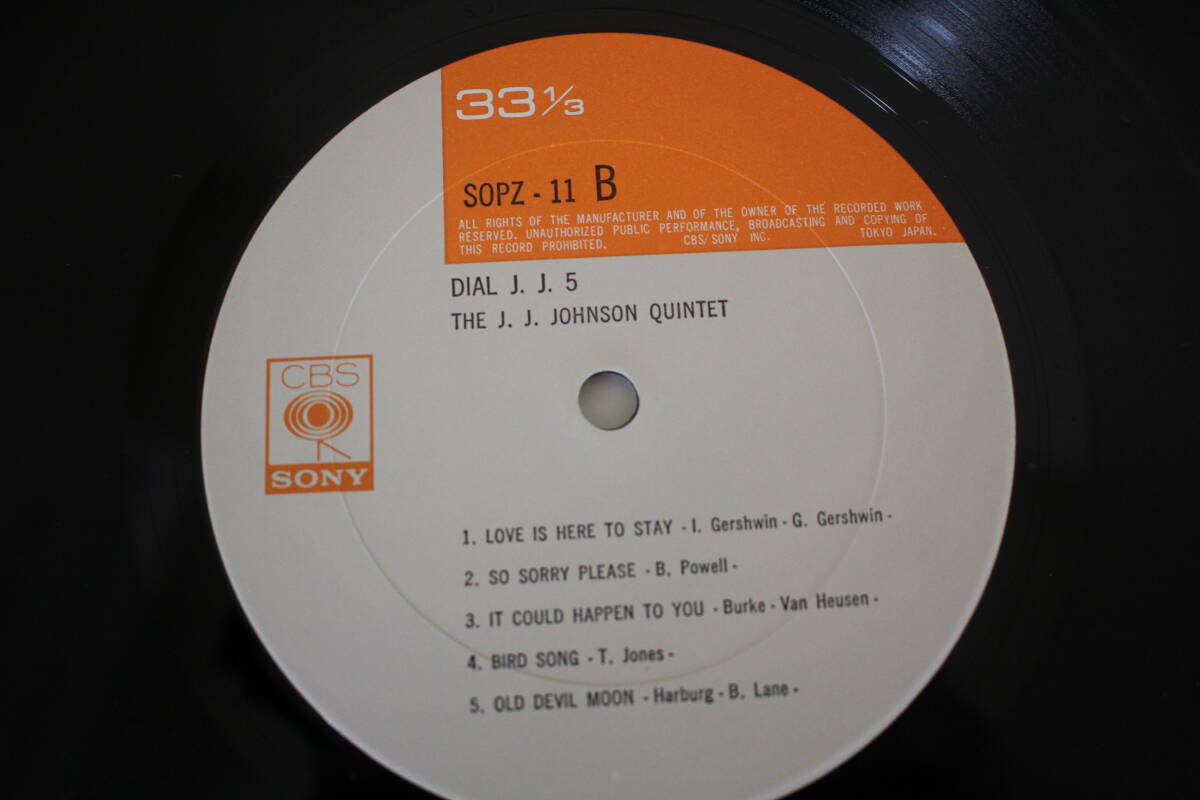 33 1/3
SOPZ - 11 B
ALL RIGHTS OF THE MANUFACTURER AND OF THE OWNER OF THE RECORDED WORK
RESERVED. UNAUTHORIZED PUBLIC PERFORMANCE, BROADCASTING AND COPYING OF
THIS RECORD PROHIBITED. CBS/SONY INC. TOKYO JAPAN.
DIAL J. J. 5
THE J. J. JOHNSON QUINTET
CBS
SONY
1. LOVE IS HERE TO STAY - I. Gershwin - G. Gershwin -
2. SO SORRY PLEASE - B. Powell -
3. IT COULD HAPPEN TO YOU - Burke - Van Heusen -
4. BIRD SONG - T. Jones -
5. OLD DEVIL MOON - Harburg - B. Lane -